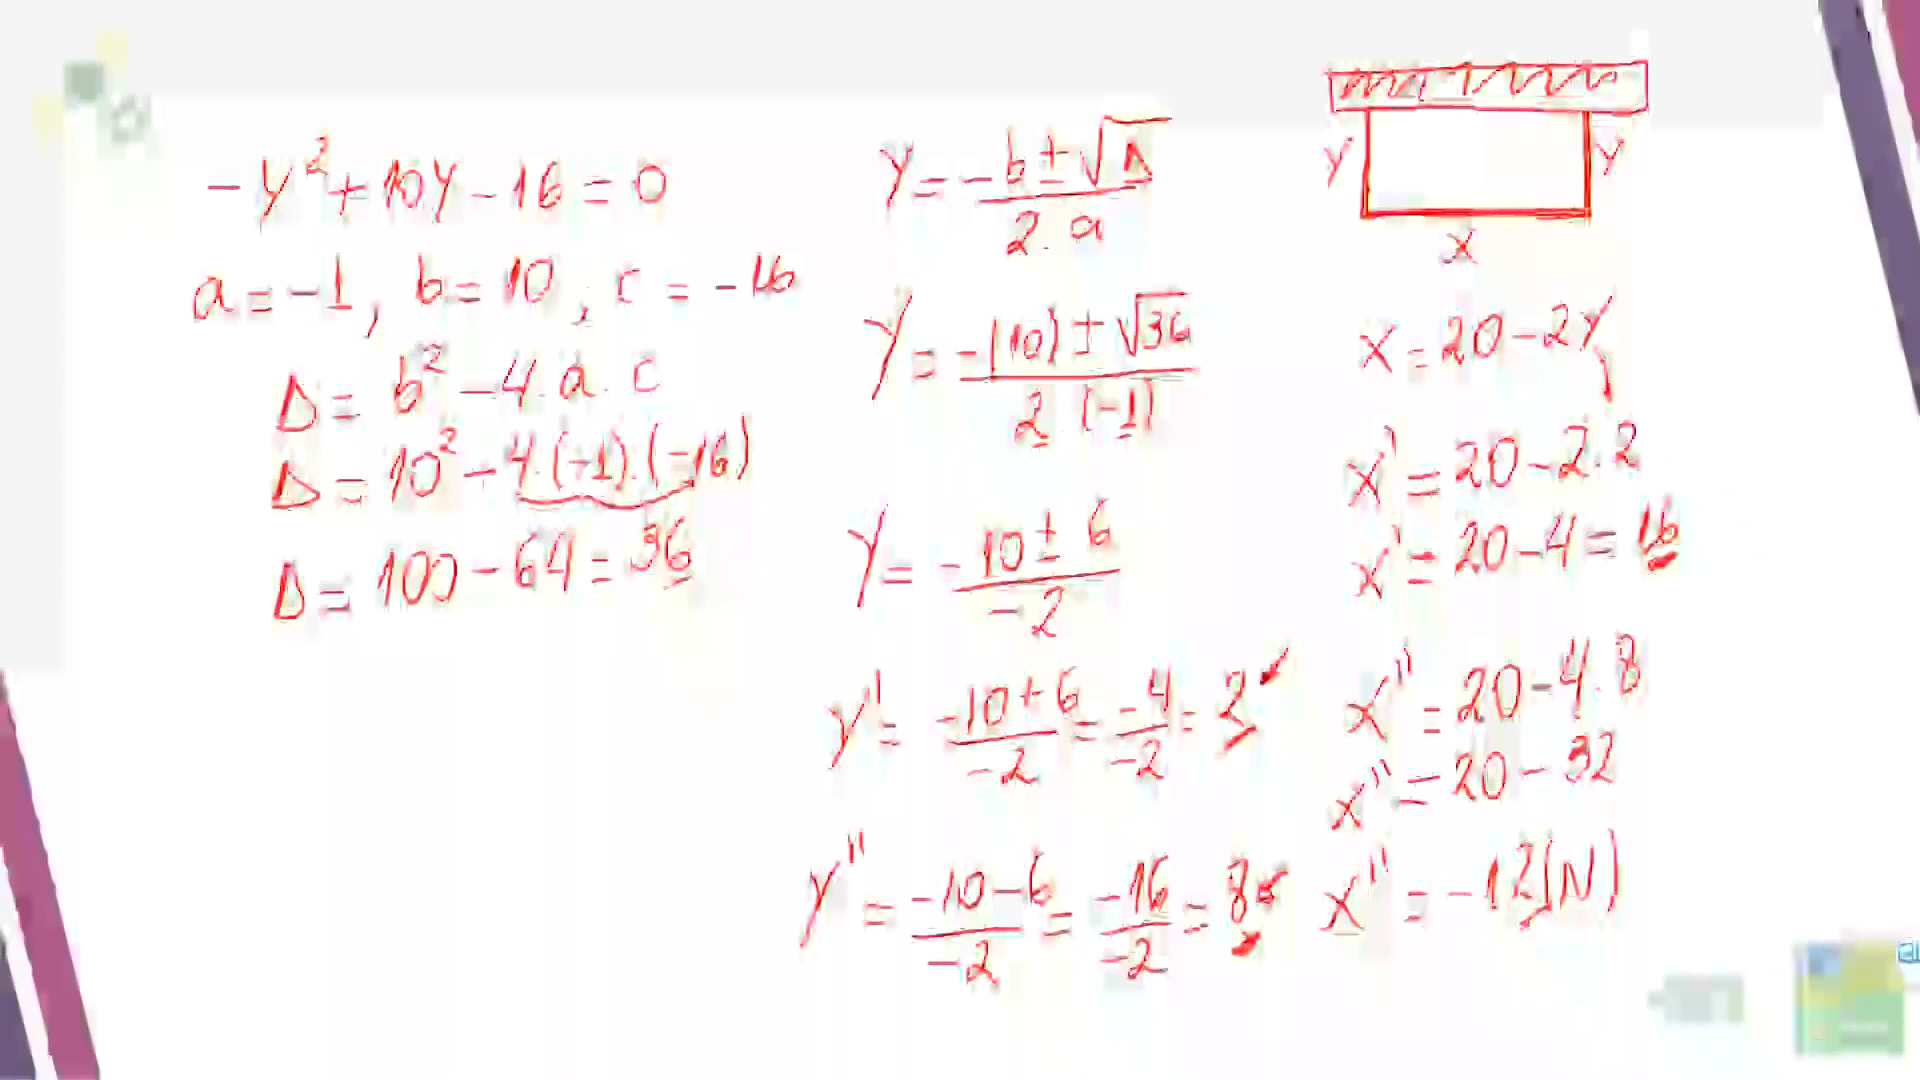 -y²+10y-16=0
a=-1, b=10, c=-16
Δ= b²-4.a.c
Δ= 10²-4.(-1).(-16)
Δ= 100-64=36
y= -b±√Δ / 2.a
y= -(10)±√36 / 2.(-1)
y= -10±6 / -2
y'= -10+6 / -2 = -4 / -2 = 2
y''= -10-6 / -2 = -16 / -2 = 8
y y
x
x=20-2y
x'=20-2.2
x'=20-4=16
x''=20-4.8
x''=20-32
x''=-12(N)